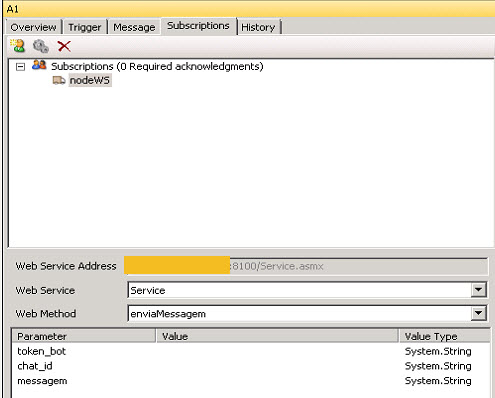 A1
Overview Trigger Message Subscriptions History
Subscriptions (0 Required acknowledgments)
nodeWS
Web Service Address :8100/Service.asmx
Web Service Service
Web Method enviaMessagem
Parameter Value Value Type
token_bot System.String
chat_id System.String
messagem System.String